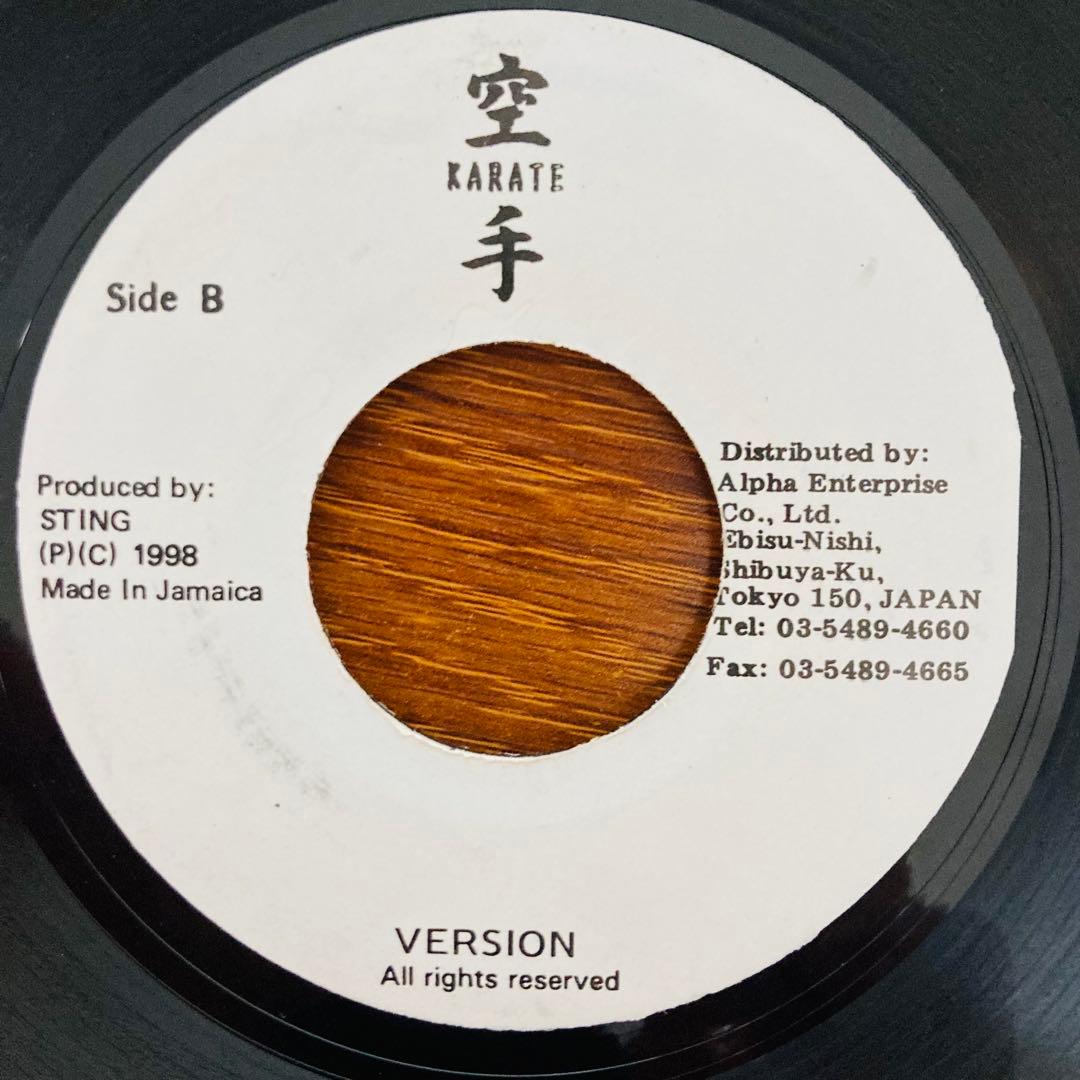 空
KARATE
手
Side B
Produced by:
STING
(P)(C) 1998
Made In Jamaica
Distributed by:
Alpha Enterprise
Co., Ltd.
Ebisu-Nishi,
Shibuya-Ku,
Tokyo 150, JAPAN
Tel: 03-5489-4660
Fax: 03-5489-4665
VERSION
All rights reserved